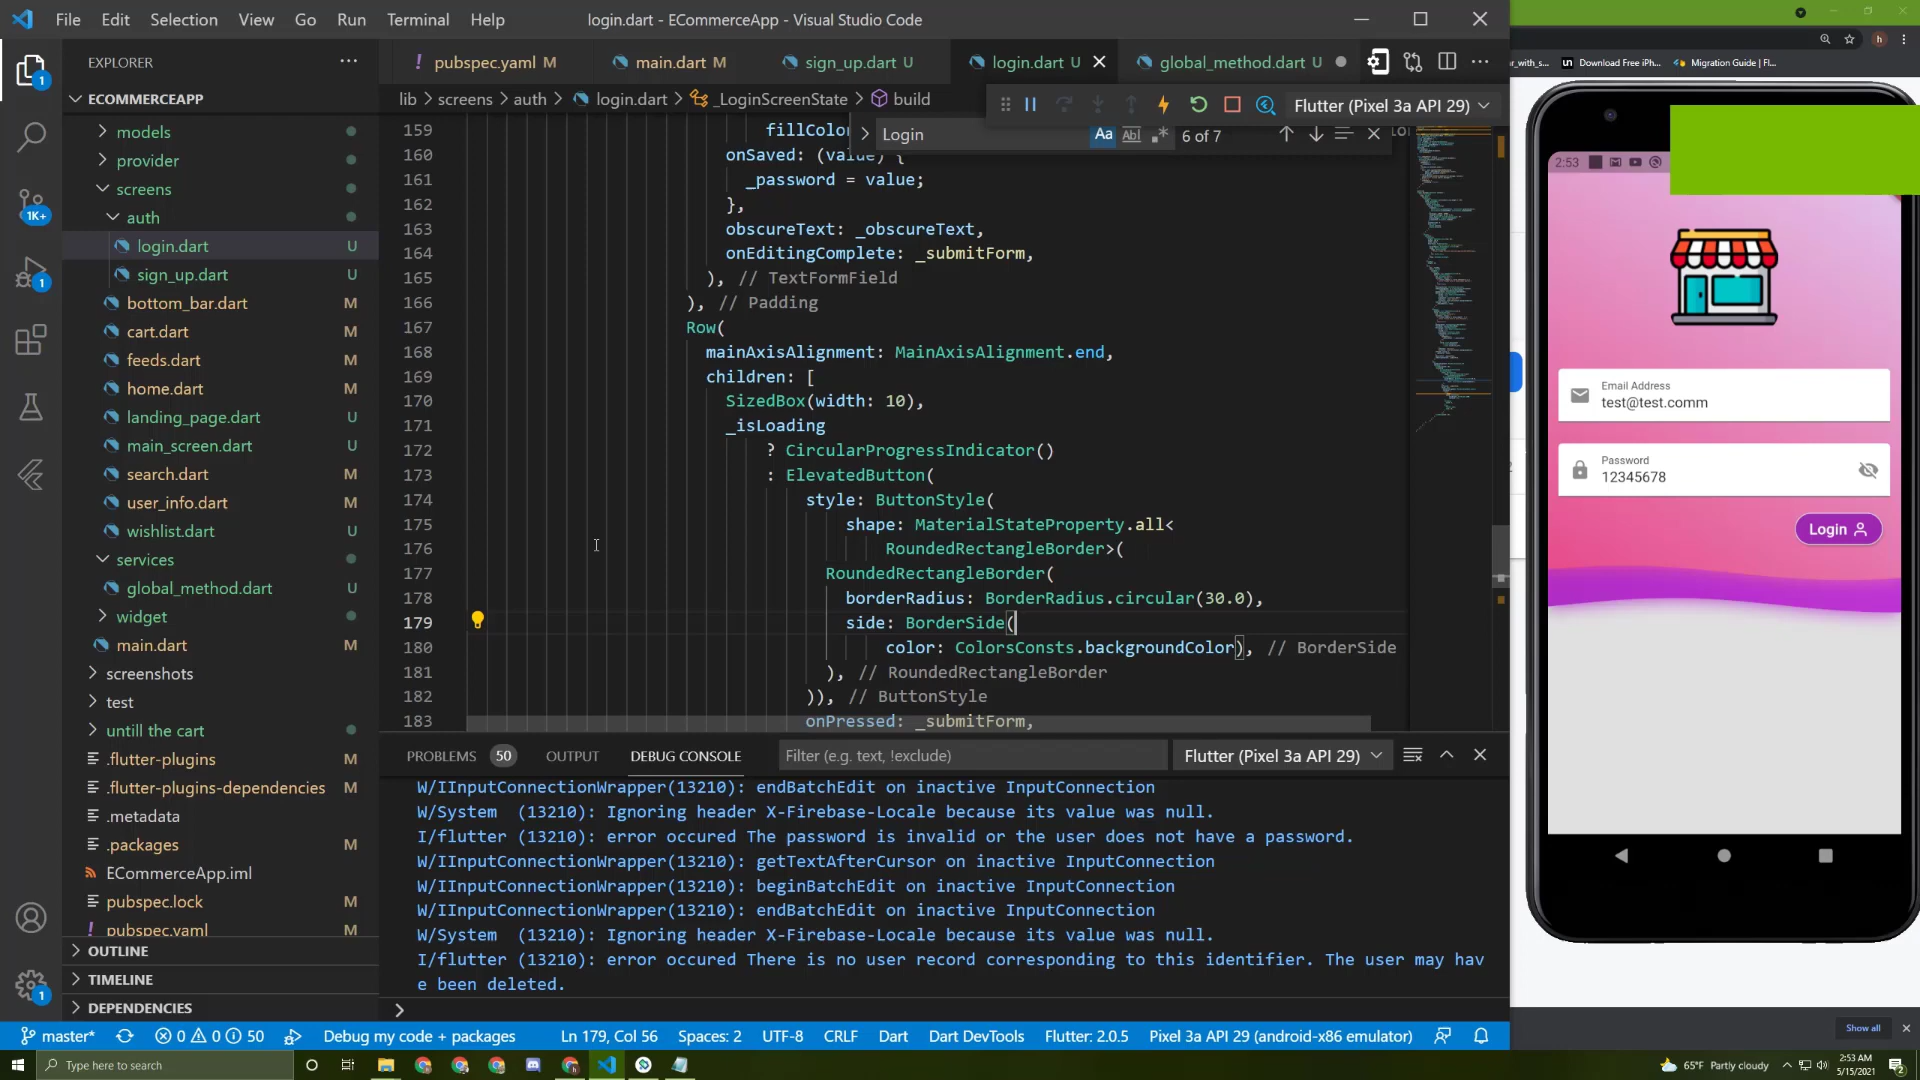 File Edit Selection View Go Run Terminal Help
login.dart - ECommerceApp - Visual Studio Code
EXPLORER
pubspec.yaml M
main.dart M
sign_up.dart U
login.dart U
global_method.dart U
ECOMMERCEAPP
lib > screens > auth > login.dart > _LoginScreenState > build
Flutter (Pixel 3a API 29)
Login
Aa Abl 6 of 7
models
provider
screens
auth
login.dart U
sign_up.dart U
bottom_bar.dart M
cart.dart M
feeds.dart M
home.dart M
landing_page.dart U
main_screen.dart U
search.dart M
user_info.dart M
wishlist.dart U
services
global_method.dart U
widget
main.dart M
screenshots
test
untill the cart
.flutter-plugins M
.flutter-plugins-dependencies M
.metadata
.packages M
ECommerceApp.iml
pubspec.lock M
pubspec.yaml M
OUTLINE
TIMELINE
DEPENDENCIES
1
1K+
1
1
159 fillColor
160 onSaved: (value) {
161 _password = value;
162 },
163 obscureText: _obscureText,
164 onEditingComplete: _submitForm,
165 ), // TextFormField
166 ), // Padding
167 Row(
168 mainAxisAlignment: MainAxisAlignment.end,
169 children: [
170 SizedBox(width: 10),
171 _isLoading
172 ? CircularProgressIndicator()
173 : ElevatedButton(
174 style: ButtonStyle(
175 shape: MaterialStateProperty.all<
176 RoundedRectangleBorder>(
177 RoundedRectangleBorder(
178 borderRadius: BorderRadius.circular(30.0),
179 side: BorderSide(
180 color: ColorsConsts.backgroundColor), // BorderSide
181 ), // RoundedRectangleBorder
182 )), // ButtonStyle
183 onPressed: _submitForm,
PROBLEMS 50 OUTPUT DEBUG CONSOLE Filter (e.g. text, !exclude) Flutter (Pixel 3a API 29)
W/IInputConnectionWrapper(13210): endBatchEdit on inactive InputConnection
W/System (13210): Ignoring header X-Firebase-Locale because its value was null.
I/flutter (13210): error occured The password is invalid or the user does not have a password.
W/IInputConnectionWrapper(13210): getTextAfterCursor on inactive InputConnection
W/IInputConnectionWrapper(13210): beginBatchEdit on inactive InputConnection
W/IInputConnectionWrapper(13210): endBatchEdit on inactive InputConnection
W/System (13210): Ignoring header X-Firebase-Locale because its value was null.
I/flutter (13210): error occured There is no user record corresponding to this identifier. The user may hav
e been deleted.
master* 0 0 50 Debug my code + packages Ln 179, Col 56 Spaces: 2 UTF-8 CRLF Dart Dart DevTools Flutter: 2.0.5 Pixel 3a API 29 (android-x86 emulator)
Type here to search
65°F Partly cloudy
2:53 AM
5/15/2021
2
h
ar_with_s...
un Download Free iPh...
Migration Guide | Fl...
2:53
Email Address
test@test.comm
Password
12345678
Login
Show all